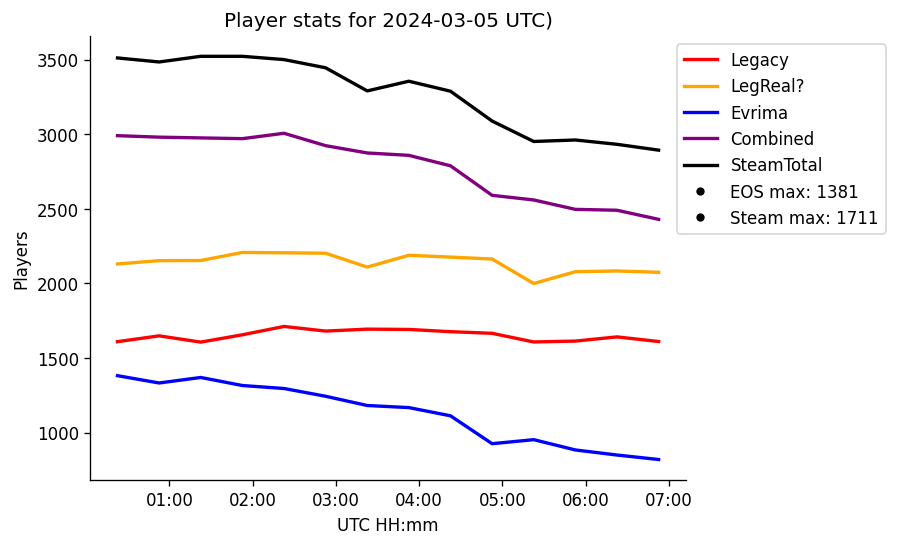 Player stats for 2024-03-05 UTC)
3500
3000
2500
2000
1500
1000
Players
01:00
02:00
03:00
04:00
05:00
06:00
07:00
UTC HH:mm
Legacy
LegReal?
Evrima
Combined
SteamTotal
EOS max: 1381
Steam max: 1711